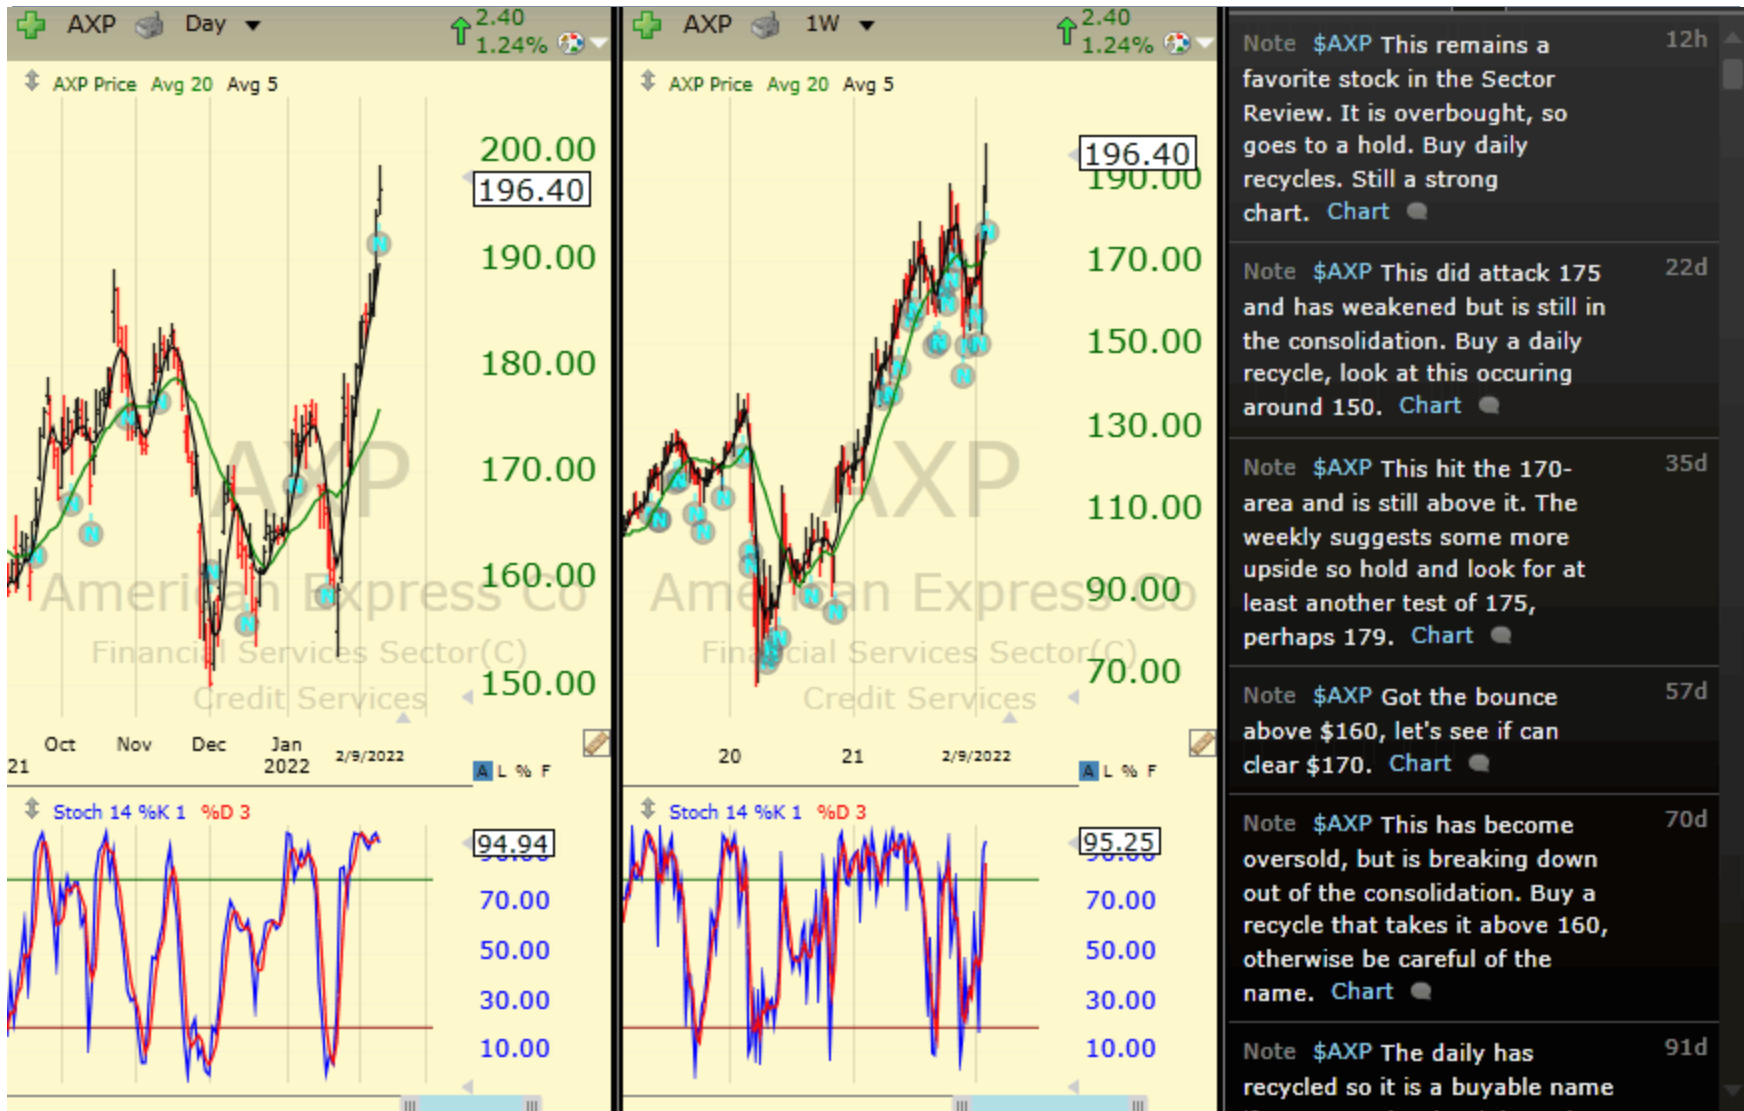 AXP Day
2.40
1.24%
AXP Price Avg 20 Avg 5
200.00
196.40
190.00
180.00
170.00
160.00
150.00
AXP
American Express Co
Financial Services Sector(C)
Credit Services
Oct Nov Dec Jan 2/9/2022
21 2022
A L % F
Stoch 14 %K 1 %D 3
94.94
90.00
70.00
50.00
30.00
10.00
AXP 1W
2.40
1.24%
AXP Price Avg 20 Avg 5
196.40
190.00
170.00
150.00
130.00
110.00
90.00
70.00
AXP
American Express Co
Financial Services Sector(C)
Credit Services
20 21 2/9/2022
A L % F
Stoch 14 %K 1 %D 3
95.25
90.00
70.00
50.00
30.00
10.00
Note $AXP This remains a 12h
favorite stock in the Sector
Review. It is overbought, so
goes to a hold. Buy daily
recycles. Still a strong
chart. Chart
Note $AXP This did attack 175 22d
and has weakened but is still in
the consolidation. Buy a daily
recycle, look at this occuring
around 150. Chart
Note $AXP This hit the 170- 35d
area and is still above it. The
weekly suggests some more
upside so hold and look for at
least another test of 175,
perhaps 179. Chart
Note $AXP Got the bounce 57d
above $160, let's see if can
clear $170. Chart
Note $AXP This has become 70d
oversold, but is breaking down
out of the consolidation. Buy a
recycle that takes it above 160,
otherwise be careful of the
name. Chart
Note $AXP The daily has 91d
recycled so it is a buyable name